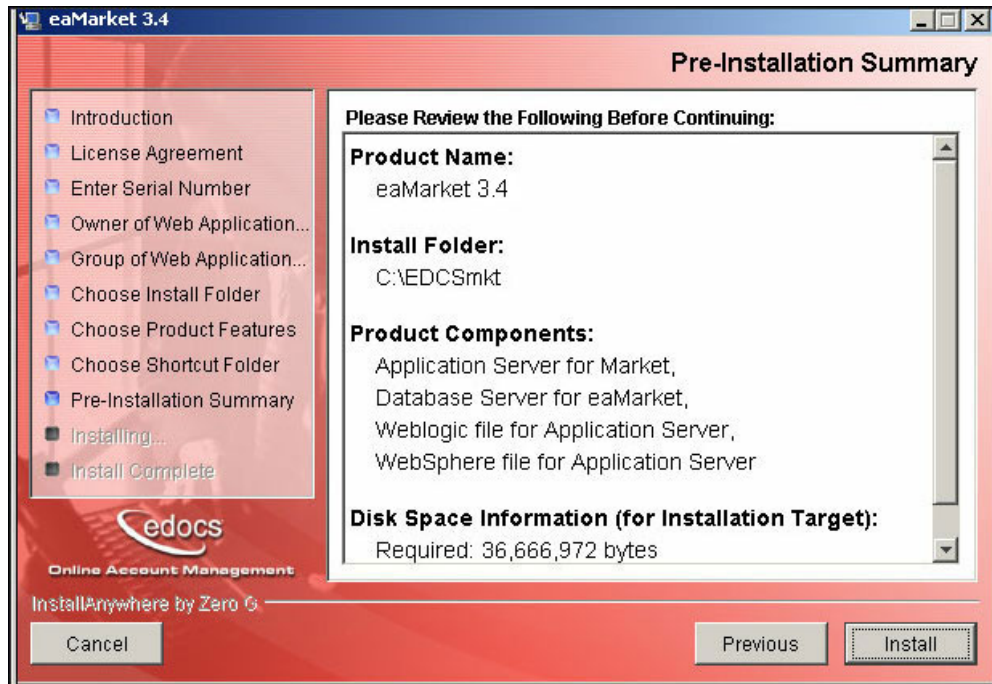 eaMarket 3.4
Pre-Installation Summary
Introduction
License Agreement
Enter Serial Number
Owner of Web Application...
Group of Web Application...
Choose Install Folder
Choose Product Features
Choose Shortcut Folder
Pre-Installation Summary
Installing...
Install Complete
edocs
Online Account Management
Please Review the Following Before Continuing:
Product Name:
eaMarket 3.4
Install Folder:
C:\EDCSmkt
Product Components:
Application Server for Market,
Database Server for eaMarket,
Weblogic file for Application Server,
WebSphere file for Application Server
Disk Space Information (for Installation Target):
Required: 36,666,972 bytes
InstallAnywhere by Zero G
Cancel
Previous
Install